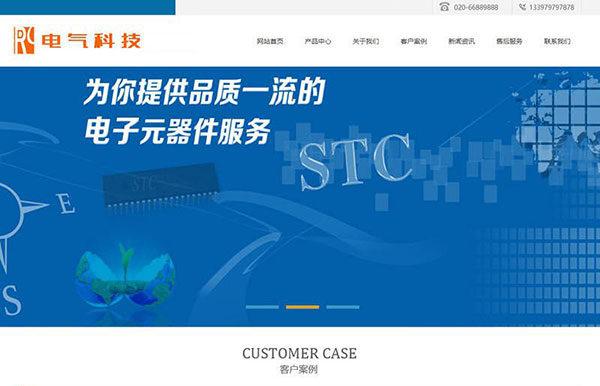 020-66889888
133979797878
电气科技
网站首页
产品中心
关于我们
客户案例
新闻资讯
售后服务
联系我们
为你提供品质一流的
电子元器件服务
STC
STC
E
S
CUSTOMER CASE
客户案例